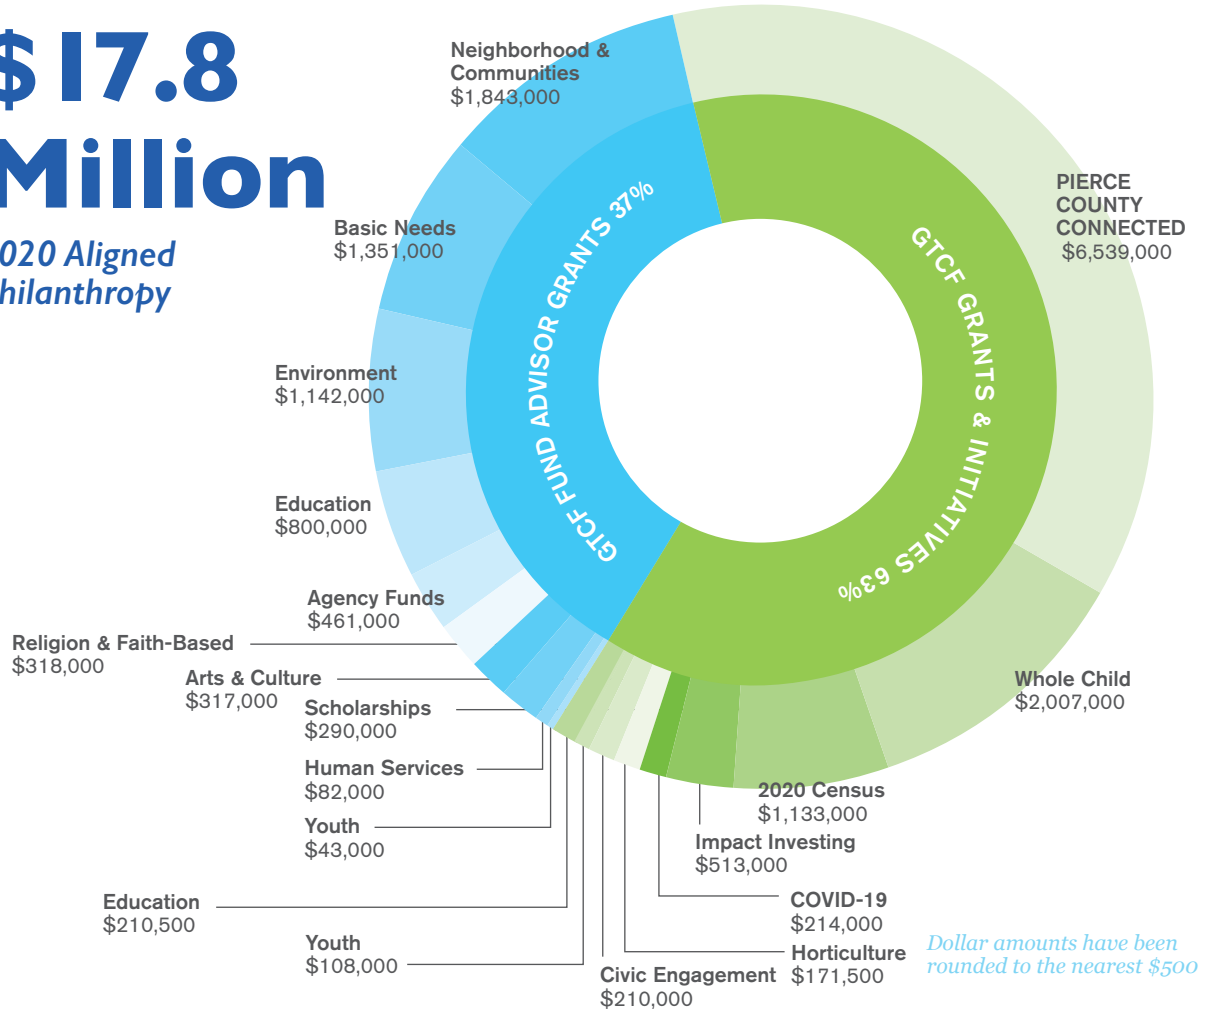 $17.8
Million
020 Aligned
hilanthropy
Neighborhood &
Communities
$1,843,000
Basic Needs
$1,351,000
Environment
$1,142,000
Education
$800,000
Agency Funds
$461,000
Religion & Faith-Based
$318,000
Arts & Culture
$317,000
Scholarships
$290,000
Human Services
$82,000
Youth
$43,000
Education
$210,500
Youth
$108,000
Civic Engagement
$210,000
Horticulture
$171,500
COVID-19
$214,000
Impact Investing
$513,000
2020 Census
$1,133,000
Whole Child
$2,007,000
PIERCE
COUNTY
CONNECTED
$6,539,000
GTCF FUND ADVISOR GRANTS 37%
GTCF GRANTS & INITIATIVES 63%
Dollar amounts have been
rounded to the nearest $500